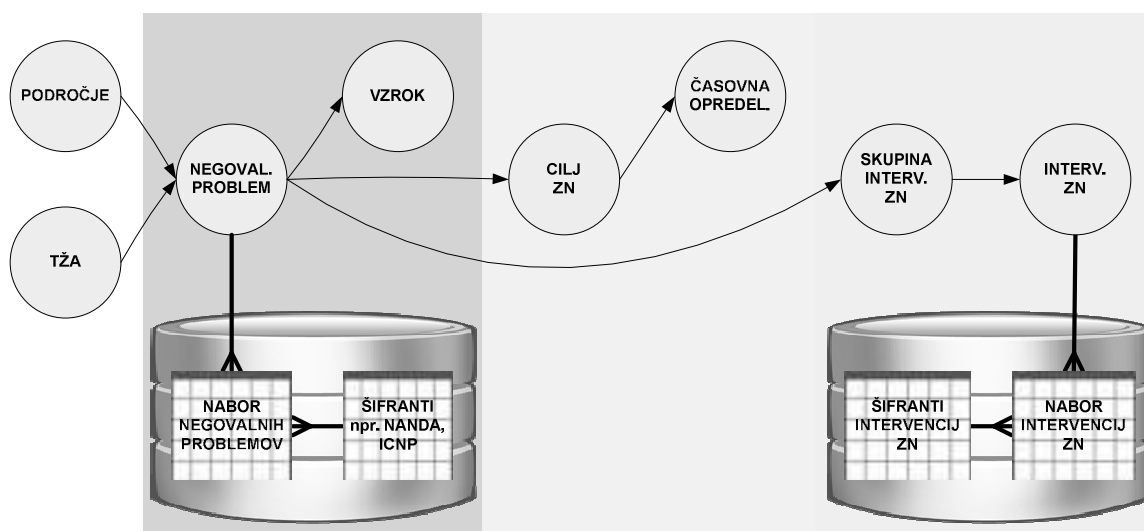 PODROČJE
TŽA
NEGOVAL.
PROBLEM
VZROK
CILJ
ZN
ČASOVNA
OPREDEL.
SKUPINA
INTERV.
ZN
INTERV.
ZN
NABOR
NEGOVALNIH
PROBLEMOV
ŠIFRANTI
npr. NANDA,
ICNP
ŠIFRANTI
INTERVENCIJ
ZN
NABOR
INTERVENCIJ
ZN